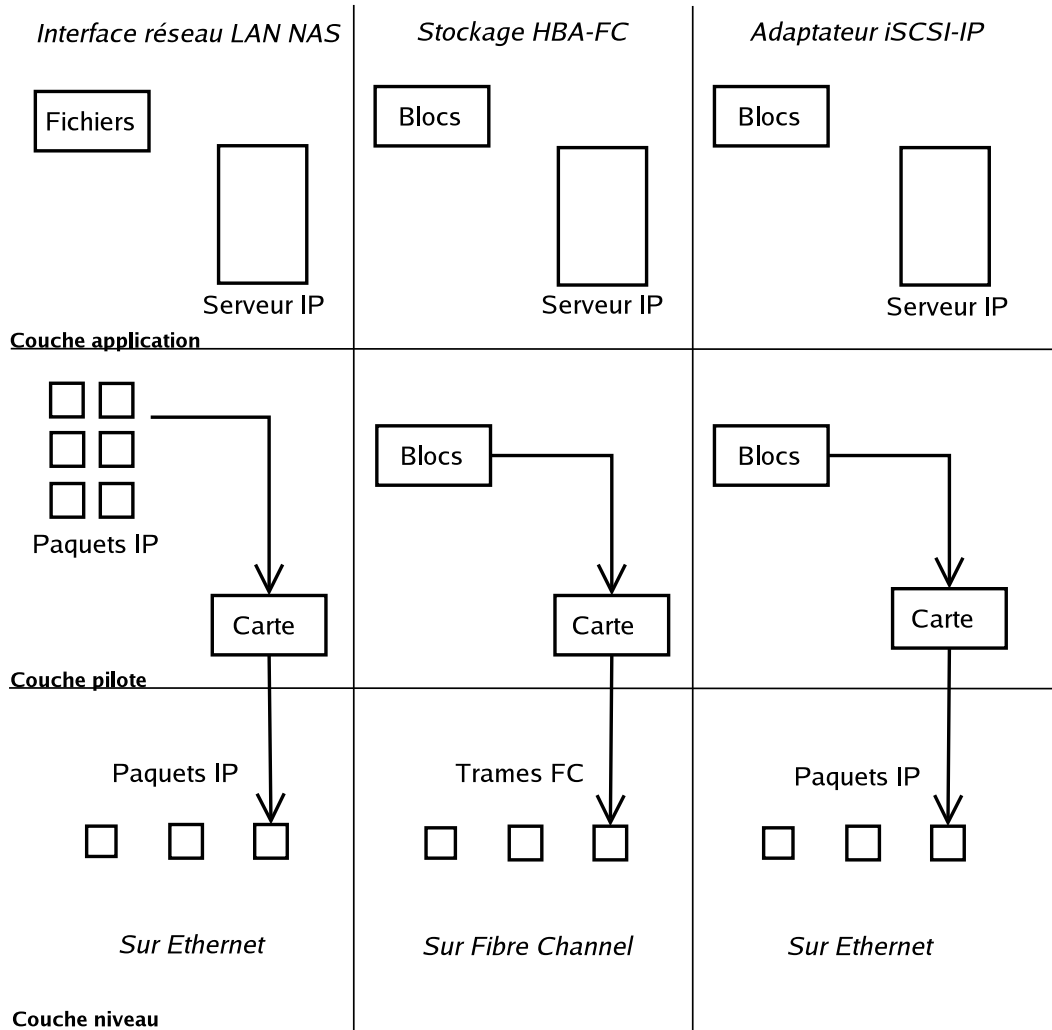 Interface réseau LAN NAS
Stockage HBA-FC
Adaptateur iSCSI-IP
Fichiers
Blocs
Blocs
Serveur IP
Serveur IP
Serveur IP
Couche application
Blocs
Blocs
Paquets IP
Carte
Carte
Carte
Couche pilote
Paquets IP
Trames FC
Paquets IP
Sur Ethernet
Sur Fibre Channel
Sur Ethernet
Couche niveau